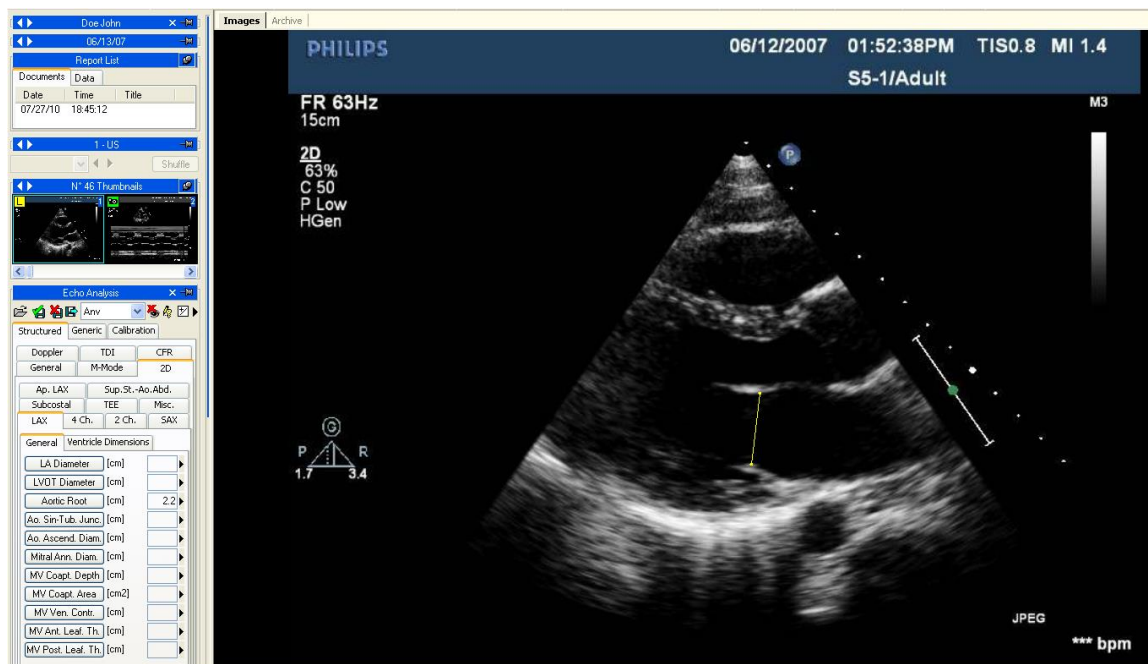 Doe John
06/13/07
Report List
Documents Data
Date Time Title
07/27/10 18:45:12
1 - US
Shuffle
N° 46 Thumbnails
L 1 2
Echo Analysis
Any
Structured Generic Calibration
Doppler TDI CFR
General M-Mode 2D
Ap. LAX Sup.St.-Ao.Abd.
Subcostal TEE Misc.
LAX 4 Ch. 2 Ch. SAX
General Ventricle Dimensions
LA Diameter [cm]
LVOT Diameter [cm]
Aortic Root [cm] 2.2
Ao. Sin-Tub. Junc. [cm]
Ao. Ascend. Diam. [cm]
Mitral Ann. Diam. [cm]
MV Coapt. Depth [cm]
MV Coapt. Area [cm2]
MV Ven. Contr. [cm]
MV Ant. Leaf. Th. [cm]
MV Post. Leaf. Th. [cm]
Images Archive
PHILIPS 06/12/2007 01:52:38PM TIS0.8 MI 1.4
S5-1/Adult
FR 63Hz
15cm
M3
2D
63%
C 50
P Low
HGen
P
G
P R
1.7 3.4
JPEG
*** bpm